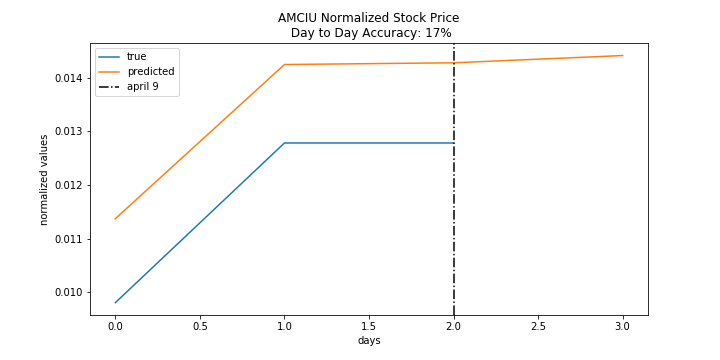 AMCIU Normalized Stock Price
Day to Day Accuracy: 17%
true
predicted
april 9
normalized values
0.014
0.013
0.012
0.011
0.010
0.0
0.5
1.0
1.5
2.0
2.5
3.0
days